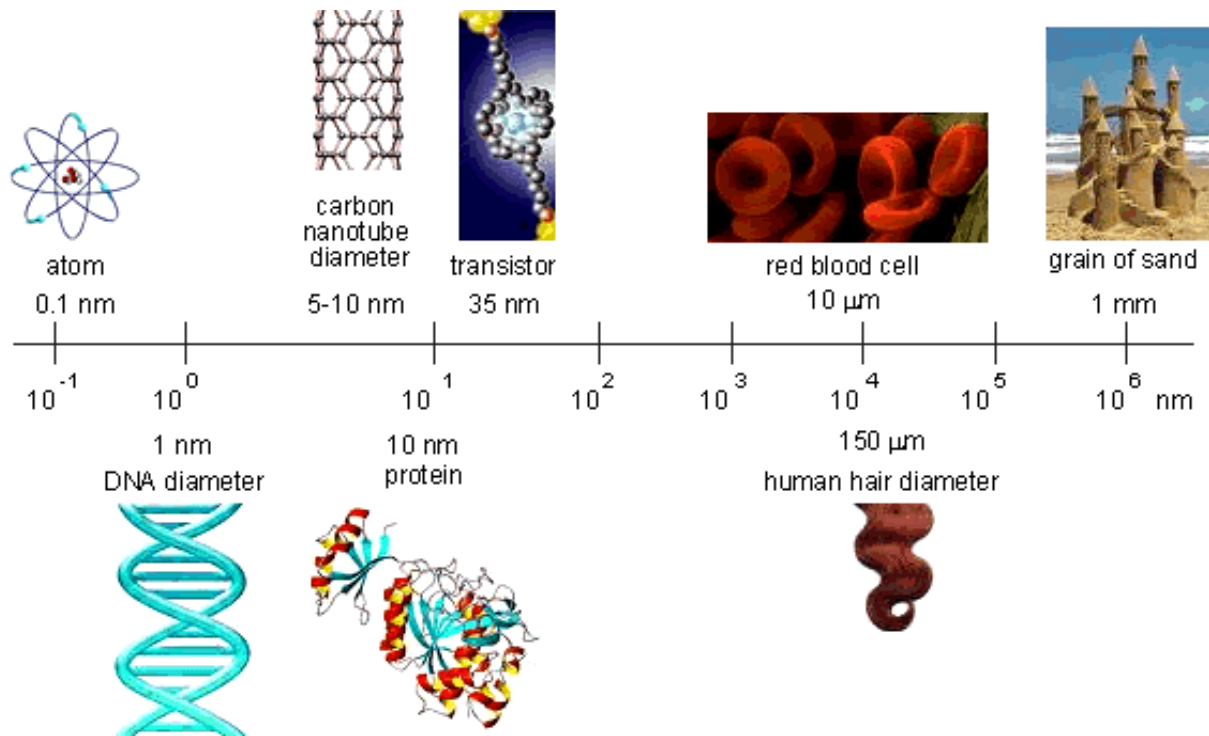 carbon
nanotube
diameter
atom
transistor
red blood cell
grain of sand
0.1 nm
5-10 nm
35 nm
10 μm
1 mm
10⁻¹
10⁰
10¹
10²
10³
10⁴
10⁵
10⁶ nm
1 nm
DNA diameter
10 nm
protein
150 μm
human hair diameter